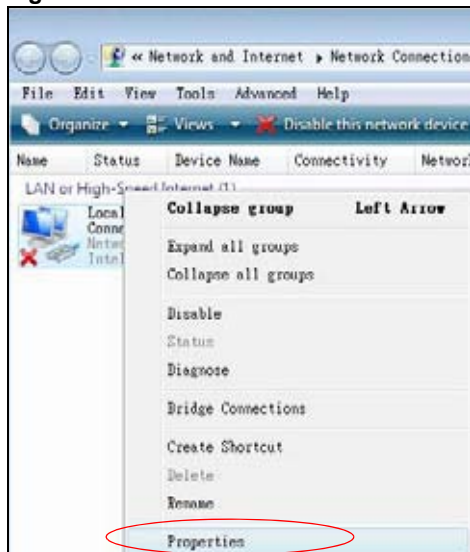 « Network and Internet ▸ Network Connection
File Edit View Tools Advanced Help
Organize Views Disable this network device
Name Status Device Name Connectivity Networ
LAN or High-Speed Internet (1)
Local
Conne
Netwo
Intel
Collapse group Left Arrow
Expand all groups
Collapse all groups
Disable
Status
Diagnose
Bridge Connections
Create Shortcut
Delete
Rename
Properties